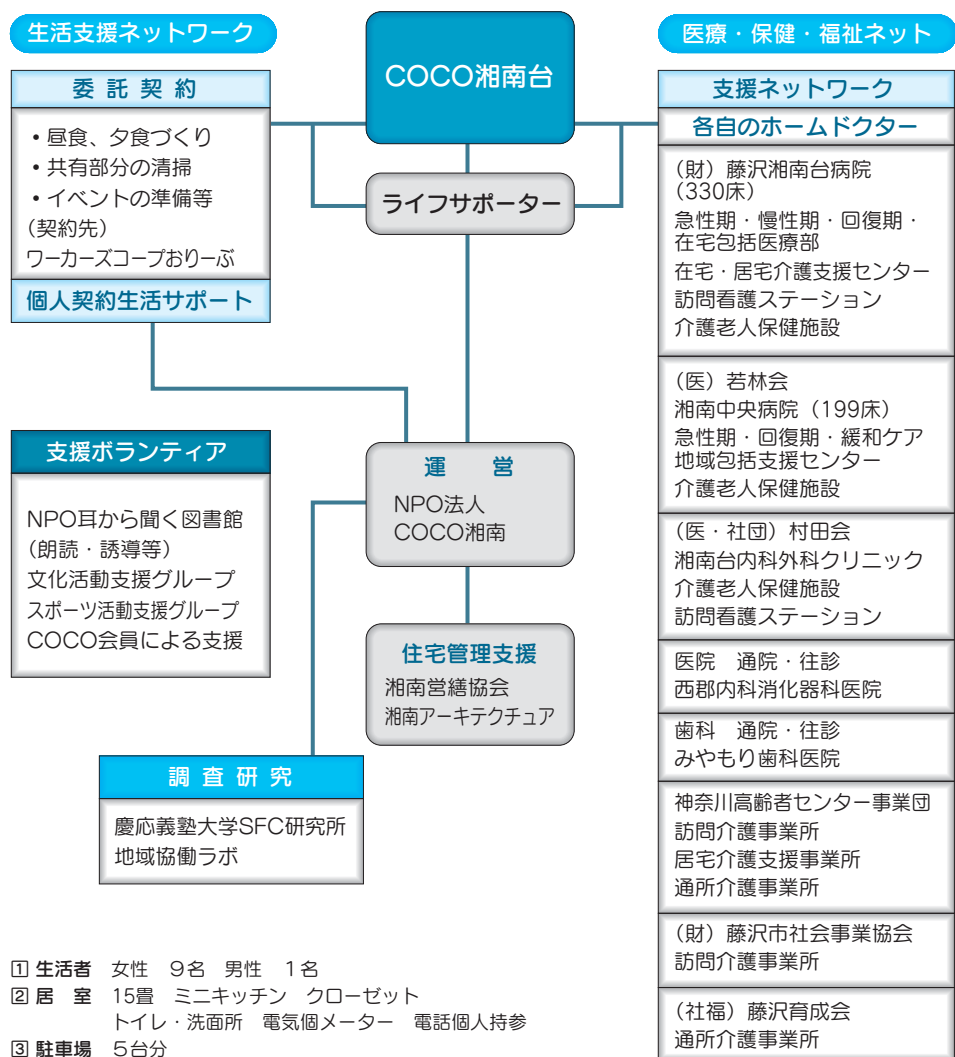 生活支援ネットワーク
委託契約
・昼食、夕食づくり
・共有部分の清掃
・イベントの準備等
（契約先）
ワーカーズコープおりーぶ
個人契約生活サポート
支援ボランティア
NPO耳から聞く図書館
（朗読・誘導等）
文化活動支援グループ
スポーツ活動支援グループ
COCO会員による支援
COCO湘南台
ライフサポーター
運　営
NPO法人
COCO湘南
住宅管理支援
湘南営繕協会
湘南アーキテクチュア
調査研究
慶応義塾大学SFC研究所
地域協働ラボ
医療・保健・福祉ネット
支援ネットワーク
各自のホームドクター
（財）藤沢湘南台病院
（330床）
急性期・慢性期・回復期・
在宅包括医療部
在宅・居宅介護支援センター
訪問看護ステーション
介護老人保健施設
（医）若林会
湘南中央病院（199床）
急性期・回復期・緩和ケア
地域包括支援センター
介護老人保健施設
（医・社団）村田会
湘南台内科外科クリニック
介護老人保健施設
訪問看護ステーション
医院　通院・往診
西郡内科消化器科医院
歯科　通院・往診
みやもり歯科医院
神奈川高齢者センター事業団
訪問介護事業所
居宅介護支援事業所
通所介護事業所
（財）藤沢市社会事業協会
訪問介護事業所
（社福）藤沢育成会
通所介護事業所
1 生活者　女性　9名　男性　1名
2 居　室　15畳　ミニキッチン　クローゼット
トイレ・洗面所　電気個メーター　電話個人持参
3 駐車場　5台分